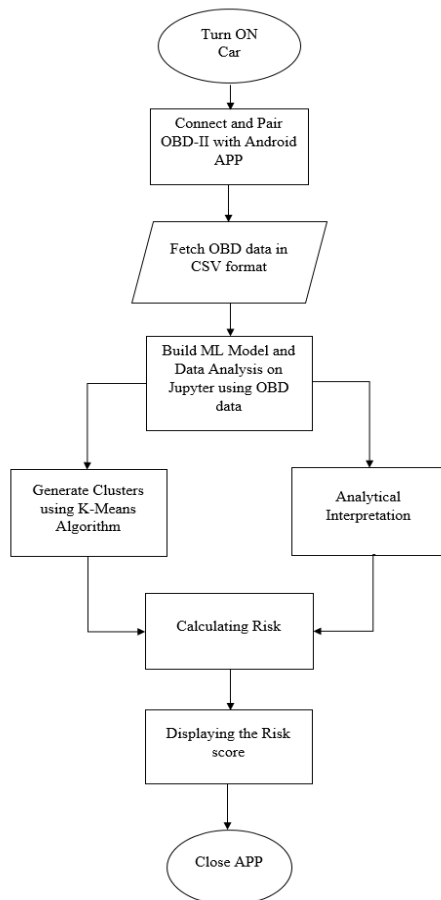 Turn ON
Car
Connect and Pair
OBD-II with Android
APP
Fetch OBD data in
CSV format
Build ML Model and
Data Analysis on
Jupyter using OBD
data
Generate Clusters
using K-Means
Algorithm
Analytical
Interpretation
Calculating Risk
Displaying the Risk
score
Close APP